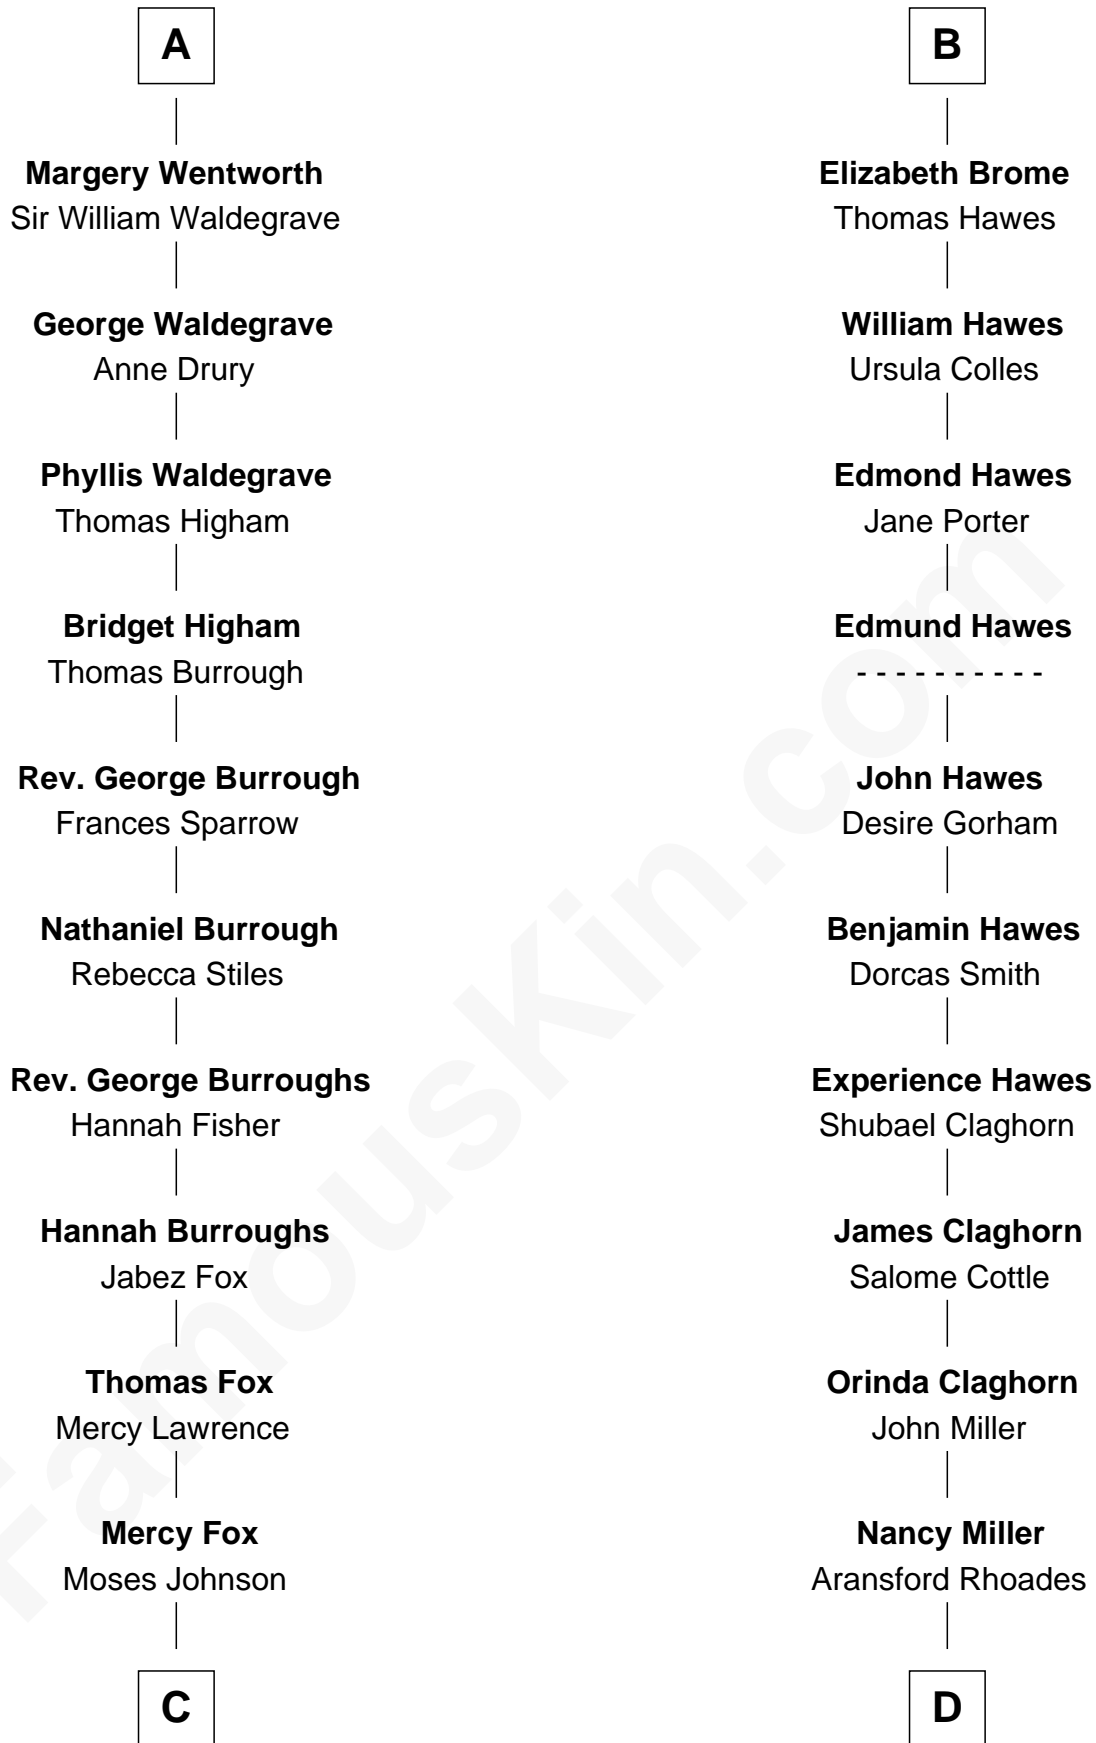 A
Margery Wentworth
Sir William Waldegrave
George Waldegrave
Anne Drury
Phyllis Waldegrave
Thomas Higham
Bridget Higham
Thomas Burrough
Rev. George Burrough
Frances Sparrow
Nathaniel Burrough
Rebecca Stiles
Rev. George Burroughs
Hannah Fisher
Hannah Burroughs
Jabez Fox
Thomas Fox
Mercy Lawrence
Mercy Fox
Moses Johnson
C
B
Elizabeth Brome
Thomas Hawes
William Hawes
Ursula Colles
Edmond Hawes
Jane Porter
Edmund Hawes
- - - - - - - - - -
John Hawes
Desire Gorham
Benjamin Hawes
Dorcas Smith
Experience Hawes
Shubael Claghorn
James Claghorn
Salome Cottle
Orinda Claghorn
John Miller
Nancy Miller
Aransford Rhoades
D
FamousKin.com